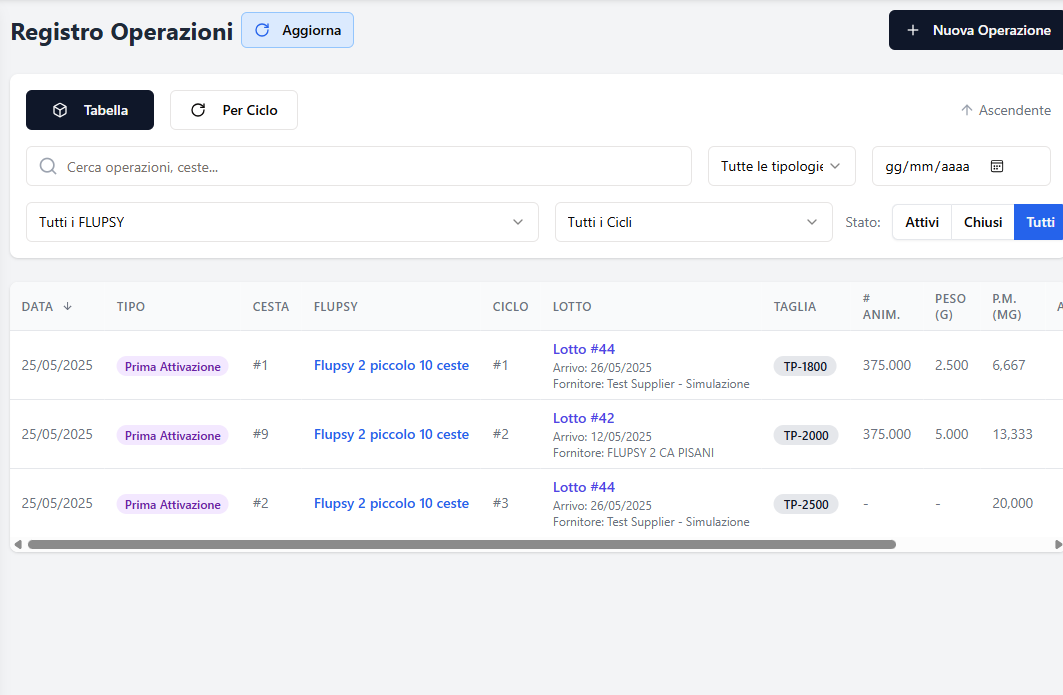 Registro Operazioni
Aggiorna
Nuova Operazione
Tabella
Per Ciclo
Ascendente
Cerca operazioni, ceste...
Tutte le tipologie
gg/mm/aaaa
Tutti i FLUPSY
Tutti i Cicli
Stato:
Attivi
Chiusi
Tutti
DATA TIPO CESTA FLUPSY CICLO LOTTO TAGLIA # ANIM. PESO (G) P.M. (MG)
25/05/2025 Prima Attivazione #1 Flupsy 2 piccolo 10 ceste #1 Lotto #44
Arrivo: 26/05/2025
Fornitore: Test Supplier - Simulazione
TP-1800 375.000 2.500 6,667
25/05/2025 Prima Attivazione #9 Flupsy 2 piccolo 10 ceste #2 Lotto #42
Arrivo: 12/05/2025
Fornitore: FLUPSY 2 CA PISANI
TP-2000 375.000 5.000 13,333
25/05/2025 Prima Attivazione #2 Flupsy 2 piccolo 10 ceste #3 Lotto #44
Arrivo: 26/05/2025
Fornitore: Test Supplier - Simulazione
TP-2500 - - 20,000